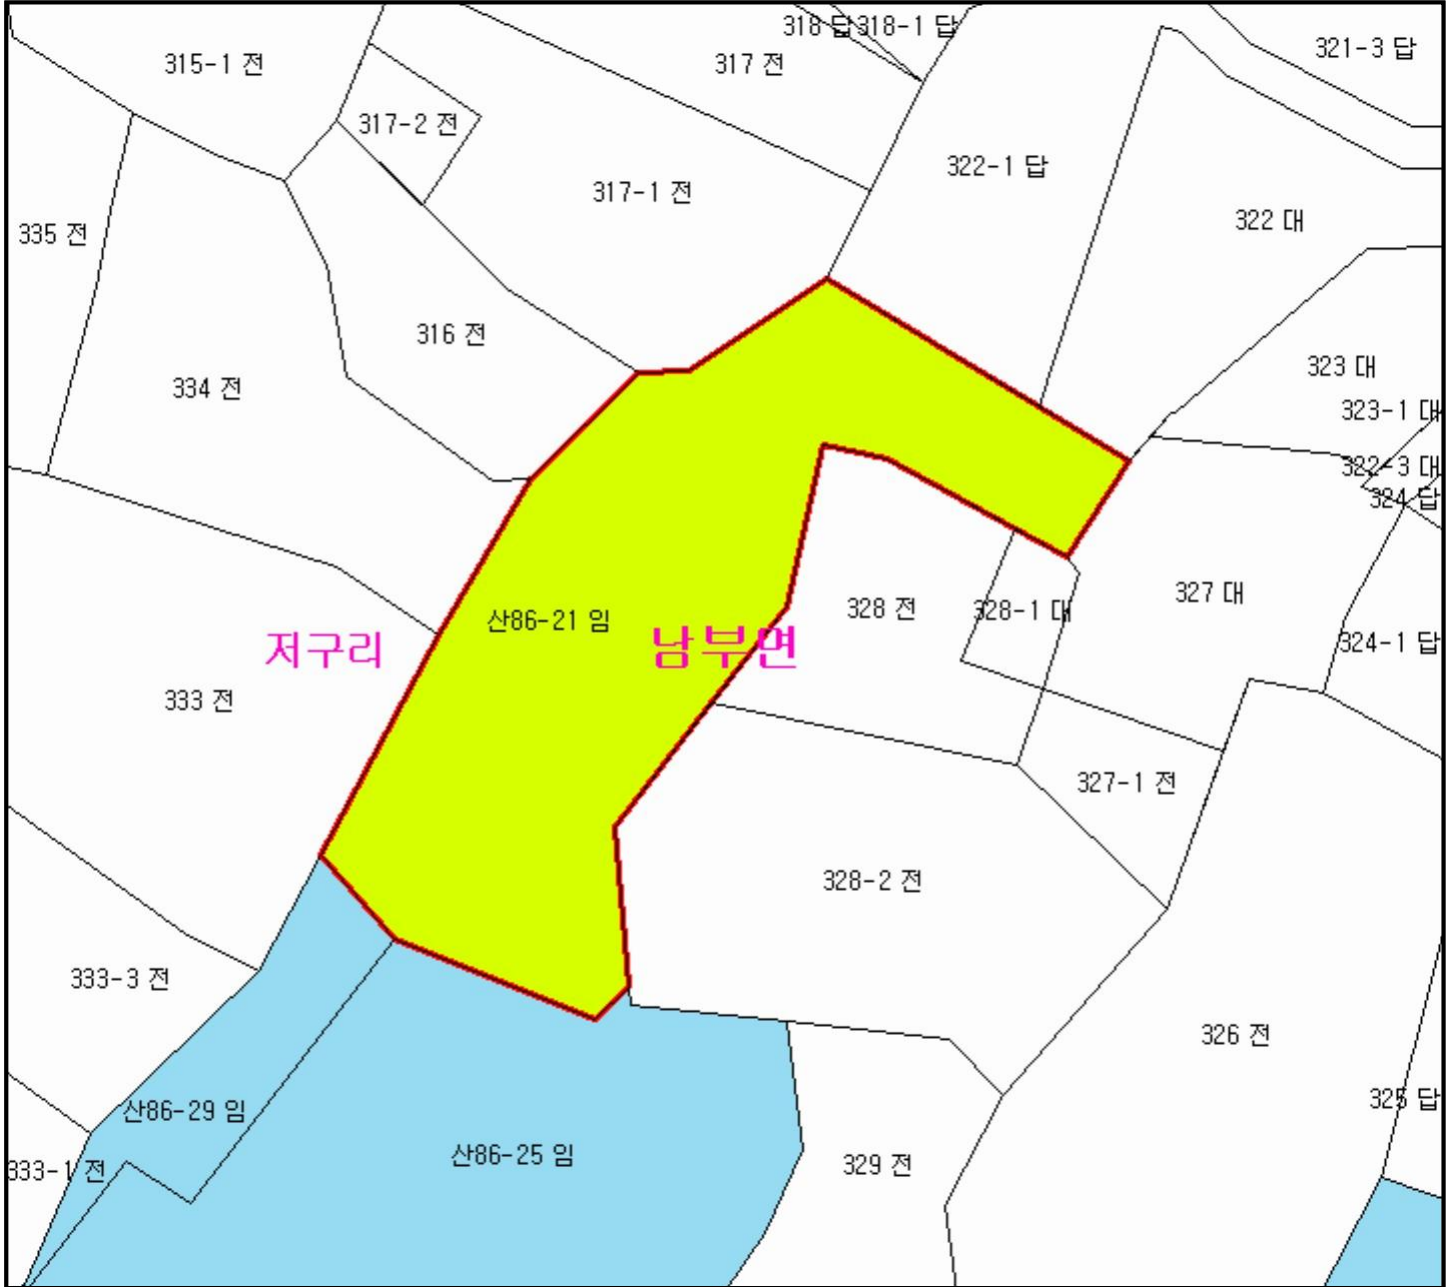 318 답
318-1 답
321-3 답
315-1 전
317 전
317-2 전
322-1 답
317-1 전
322 대
335 전
316 전
323 대
334 전
323-1 대
322-3 대
324 답
327 대
328 전
328-1 대
산86-21 임
324-1 답
저구리
남부면
333 전
327-1 전
328-2 전
333-3 전
326 전
325 답
산86-29 임
산86-25 임
329 전
333-1 전